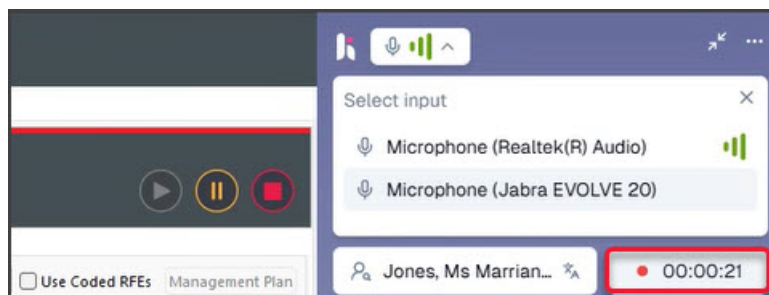 Select input
Microphone (Realtek(R) Audio)
Microphone (Jabra EVOLVE 20)
Use Coded RFEs Management Plan
Jones, Ms Marrian... 00:00:21